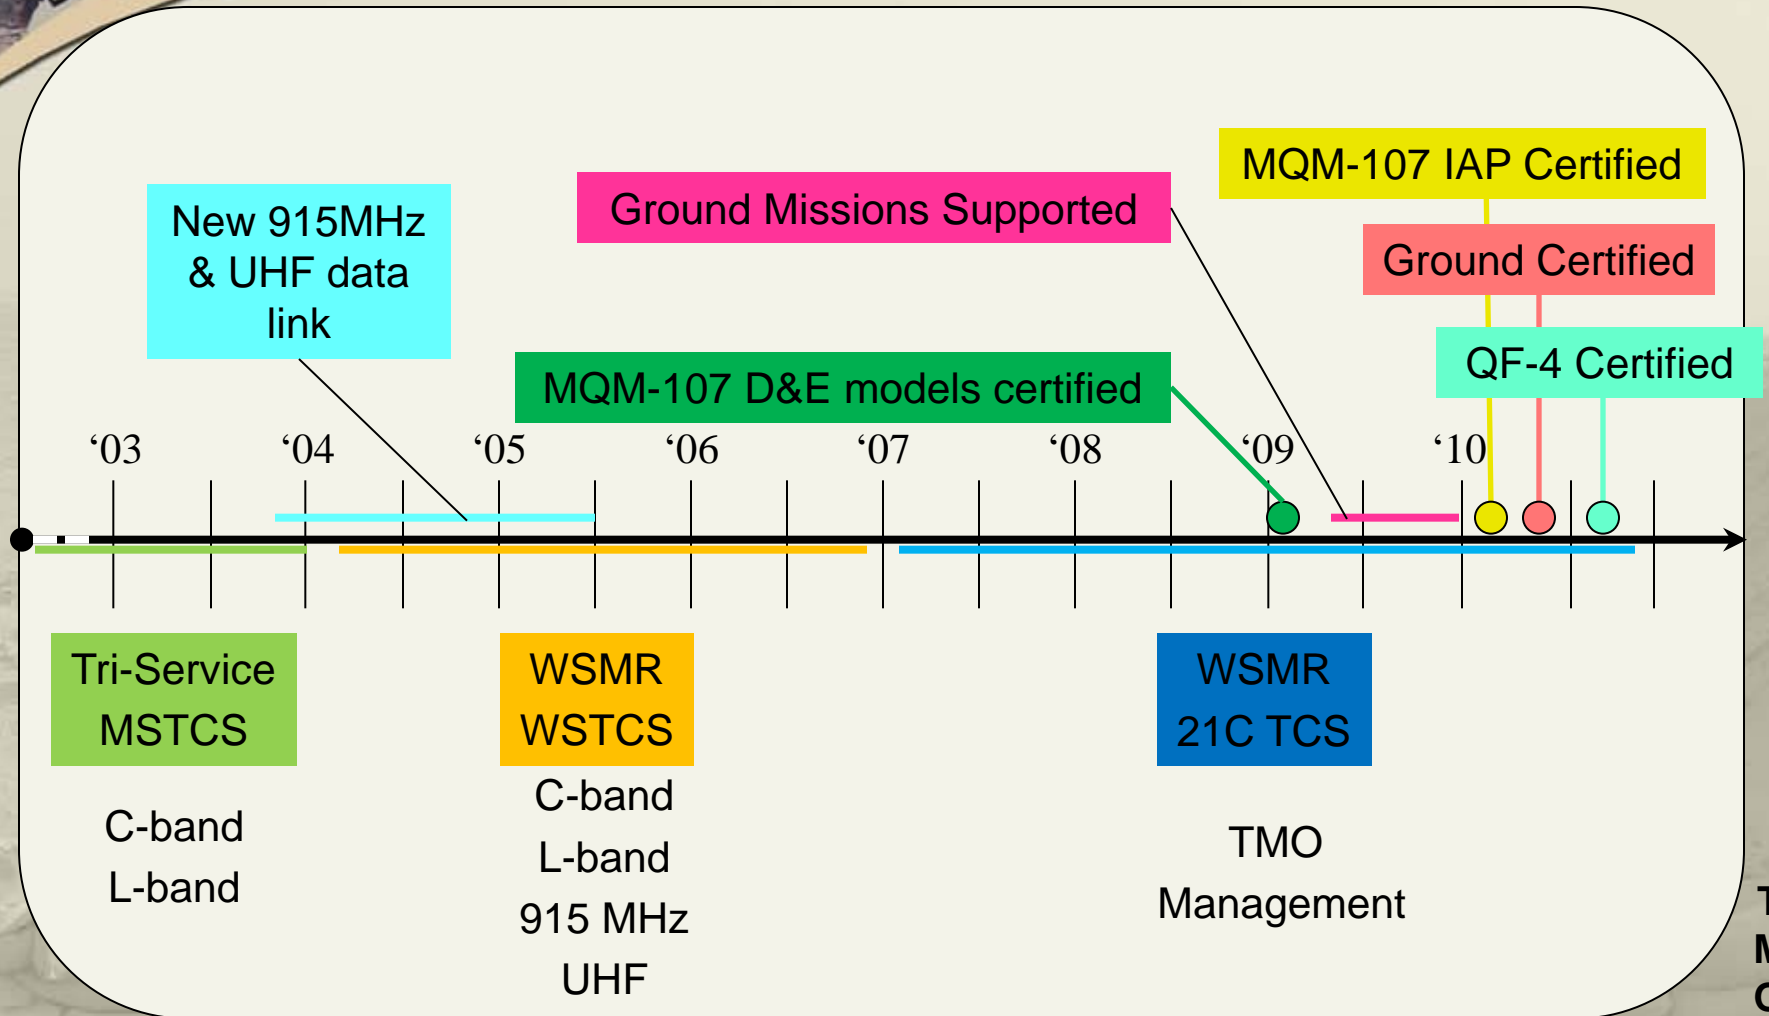 MQM-107 IAP Certified
Ground Missions Supported
New 915MHz
& UHF data
link
Ground Certified
QF-4 Certified
MQM-107 D&E models certified
‘03
‘04
‘05
‘06
‘07
‘08
‘09
‘10
Tri-Service
MSTCS
C-band
L-band
WSMR
WSTCS
C-band
L-band
915 MHz
UHF
WSMR
21C TCS
TMO
Management